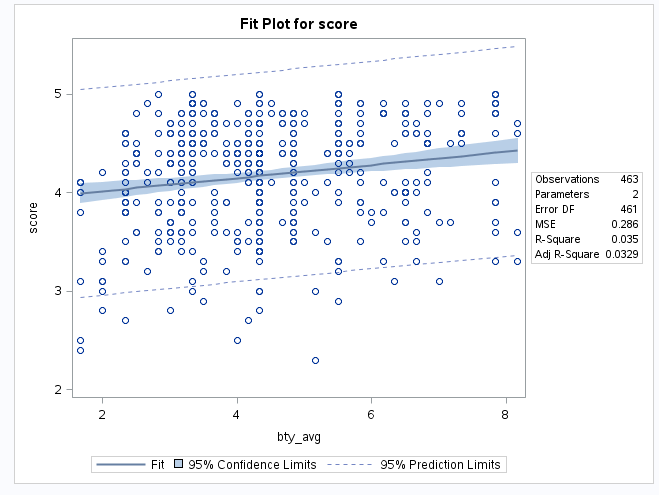 Fit Plot for score
5
4
3
2
score
2 4 6 8
bty_avg
Observations 463
Parameters 2
Error DF 461
MSE 0.286
R-Square 0.035
Adj R-Square 0.0329
Fit 95% Confidence Limits 95% Prediction Limits